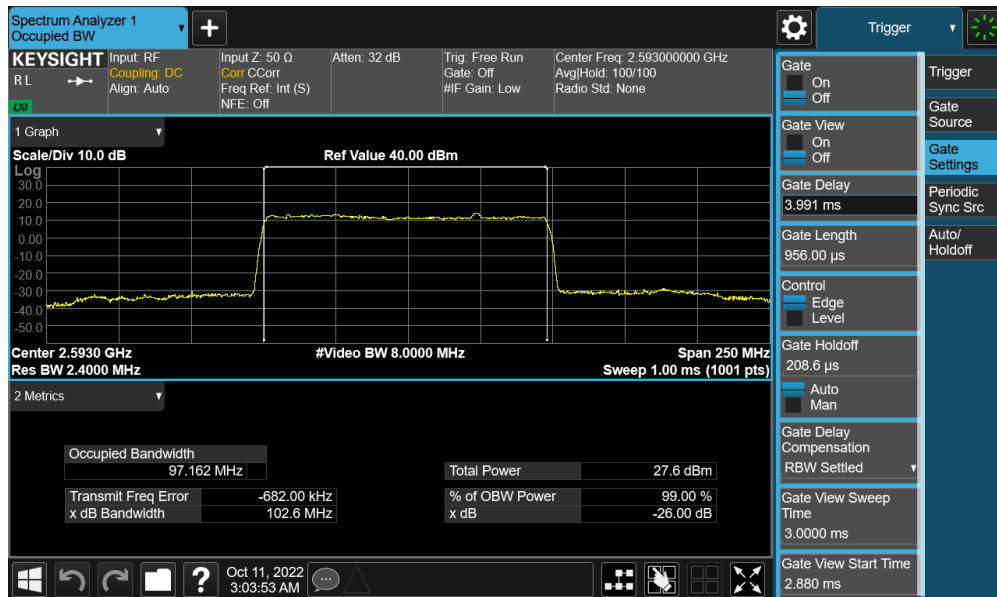 Spectrum Analyzer 1
Occupied BW
+
Trigger
KEYSIGHT
R L
LXI
Input: RF
Coupling: DC
Align: Auto
Input Z: 50 Ω
Corr CCorr
Freq Ref: Int (S)
NFE: Off
Atten: 32 dB
Trig: Free Run
Gate: Off
#IF Gain: Low
Center Freq: 2.593000000 GHz
Avg|Hold: 100/100
Radio Std: None
1 Graph
Scale/Div 10.0 dB
Ref Value 40.00 dBm
Log
30.0
20.0
10.0
0.00
-10.0
-20.0
-30.0
-40.0
-50.0
Center 2.5930 GHz
#Video BW 8.0000 MHz
Span 250 MHz
Res BW 2.4000 MHz
Sweep 1.00 ms (1001 pts)
2 Metrics
Occupied Bandwidth
97.162 MHz
Total Power 27.6 dBm
Transmit Freq Error -682.00 kHz
% of OBW Power 99.00 %
x dB Bandwidth 102.6 MHz
x dB -26.00 dB
Gate
On
Off
Gate View
On
Off
Gate Delay
3.991 ms
Gate Length
956.00 µs
Control
Edge
Level
Gate Holdoff
208.6 µs
Auto
Man
Gate Delay
Compensation
RBW Settled
Gate View Sweep
Time
3.0000 ms
Gate View Start Time
2.880 ms
Trigger
Gate
Source
Gate
Settings
Periodic
Sync Src
Auto/
Holdoff
?
Oct 11, 2022
3:03:53 AM